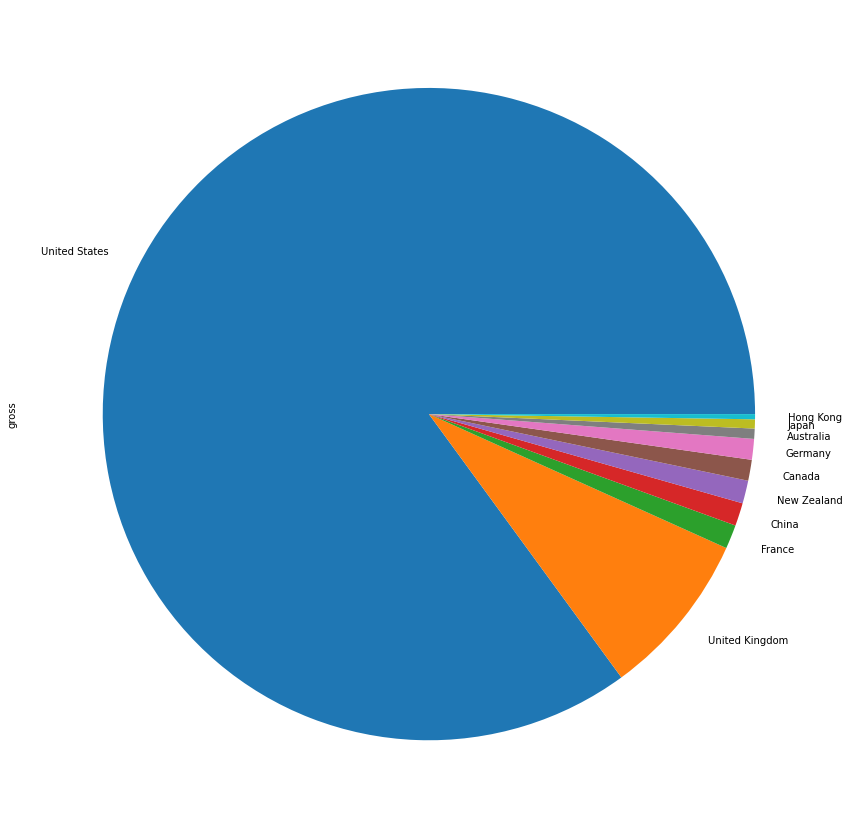 United States
gross
Hong Kong
Japan
Australia
Germany
Canada
New Zealand
China
France
United Kingdom